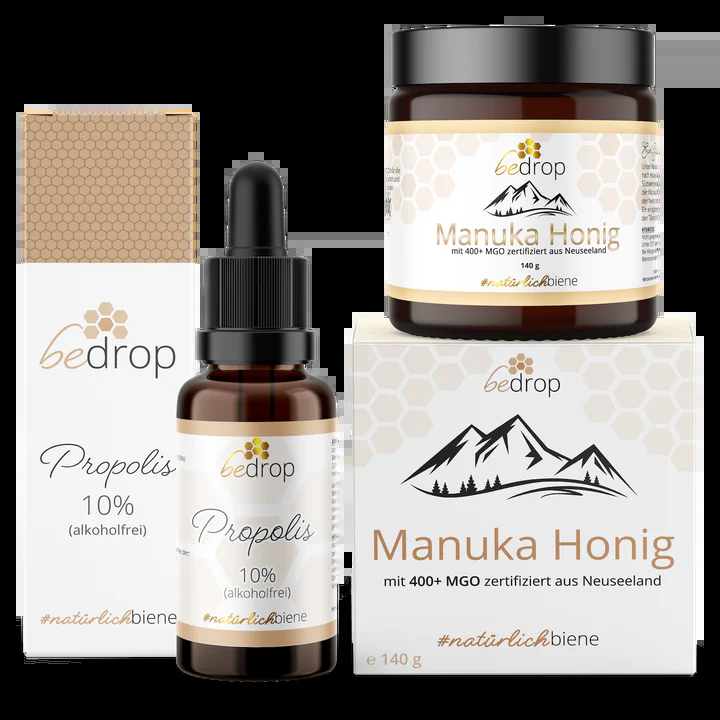 bedrop
Propolis
10%
(alkoholfrei)
#natürlichbiene
bedrop
Propolis
10%
(alkoholfrei)
#natürlichbiene
bedrop
Manuka Honig
mit 400+ MGO zertifiziert aus Neuseeland
140 g
#natürlichbiene
bedrop
Manuka Honig
mit 400+ MGO zertifiziert aus Neuseeland
#natürlichbiene
℮ 140 g